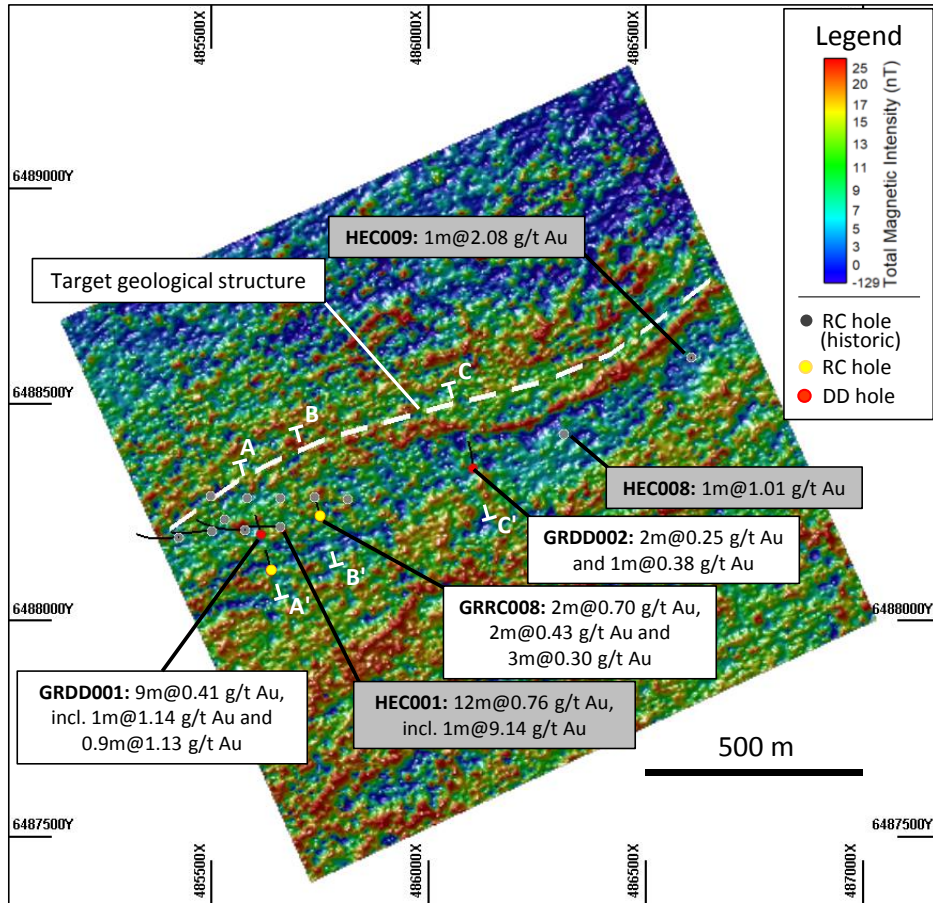 485500X
486000X
486500X
Legend
25
20
17
15
13
11
9
7
5
3
0
-129
Total Magnetic Intensity (nT)
RC hole
(historic)
RC hole
DD hole
6489000Y
HEC009: 1m@2.08 g/t Au
Target geological structure
6488500Y
A
B
C
HEC008: 1m@1.01 g/t Au
C'
GRDD002: 2m@0.25 g/t Au
and 1m@0.38 g/t Au
B'
A'
6488000Y
6488000Y
GRRC008: 2m@0.70 g/t Au,
2m@0.43 g/t Au and
3m@0.30 g/t Au
GRDD001: 9m@0.41 g/t Au,
incl. 1m@1.14 g/t Au and
0.9m@1.13 g/t Au
HEC001: 12m@0.76 g/t Au,
incl. 1m@9.14 g/t Au
500 m
6487500Y
6487500Y
485500X
486000X
486500X
487000X